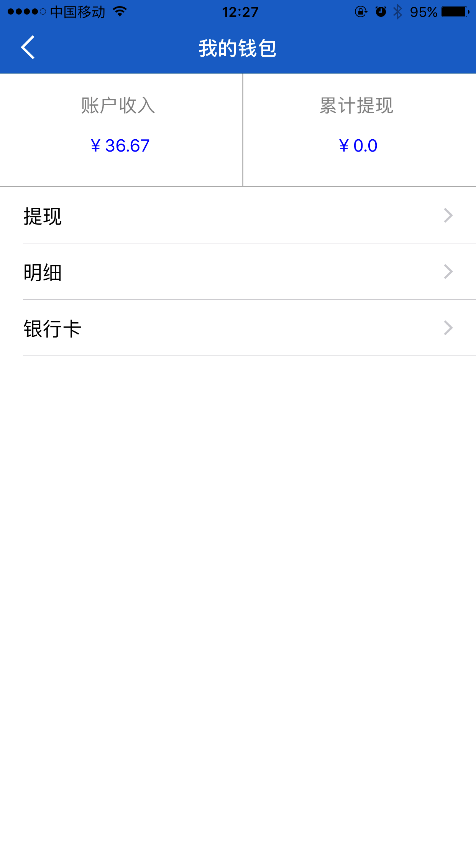 中国移动 12:27 95%
我的钱包
账户收入 累计提现
¥ 36.67 ¥ 0.0
提现
明细
银行卡